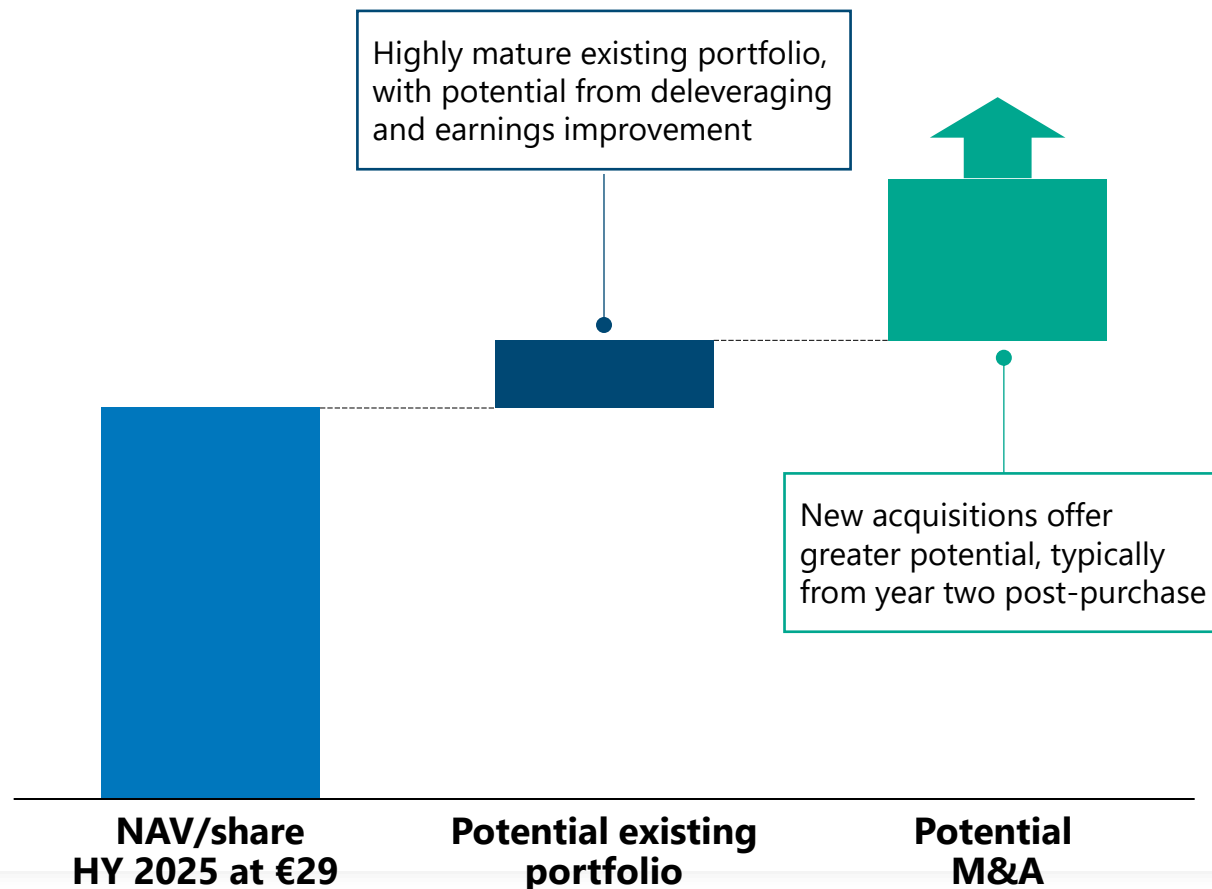 Highly mature existing portfolio,
with potential from deleveraging
and earnings improvement
New acquisitions offer
greater potential, typically
from year two post-purchase
NAV/share
HY 2025 at €29
Potential existing
portfolio
Potential
M&A